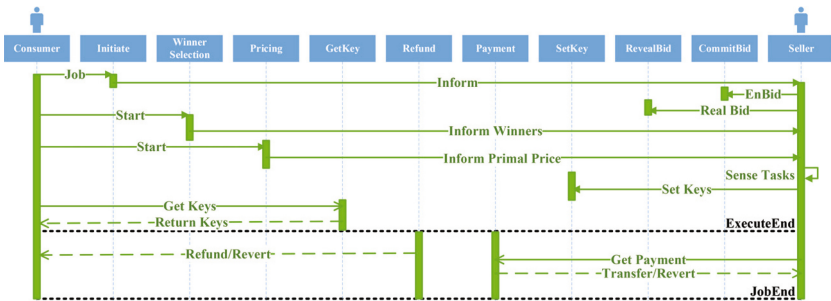 Consumer
Initiate
Winner
Selection
Pricing
GetKey
Refund
Payment
SetKey
RevealBid
CommitBid
Seller
Job
Inform
EnBid
Real Bid
Start
Inform Winners
Start
Inform Primal Price
Sense Tasks
Set Keys
Get Keys
Return Keys
ExecuteEnd
Refund/Revert
Get Payment
Transfer/Revert
JobEnd